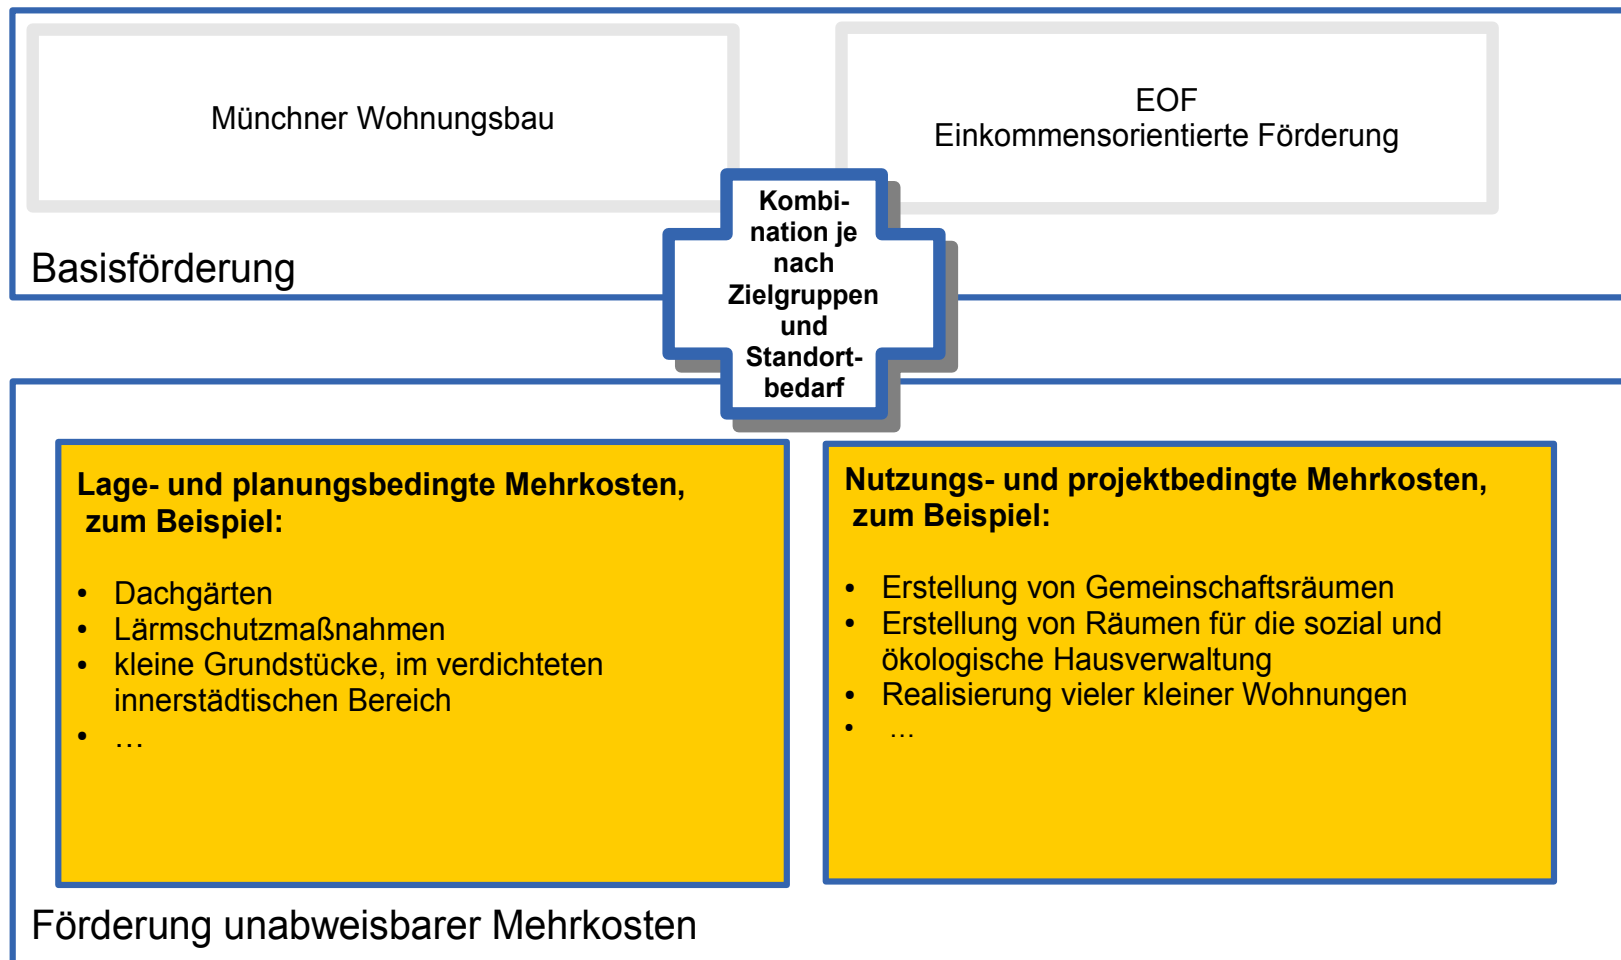 Münchner Wohnungsbau
EOF
Einkommensorientierte Förderung
Basisförderung
Kombi-
nation je
nach
Zielgruppen
und
Standort-
bedarf
Lage- und planungsbedingte Mehrkosten,
zum Beispiel:
• Dachgärten
• Lärmschutzmaßnahmen
• kleine Grundstücke, im verdichteten
innerstädtischen Bereich
• …
Nutzungs- und projektbedingte Mehrkosten,
zum Beispiel:
• Erstellung von Gemeinschaftsräumen
• Erstellung von Räumen für die sozial und
ökologische Hausverwaltung
• Realisierung vieler kleiner Wohnungen
• …
Förderung unabweisbarer Mehrkosten